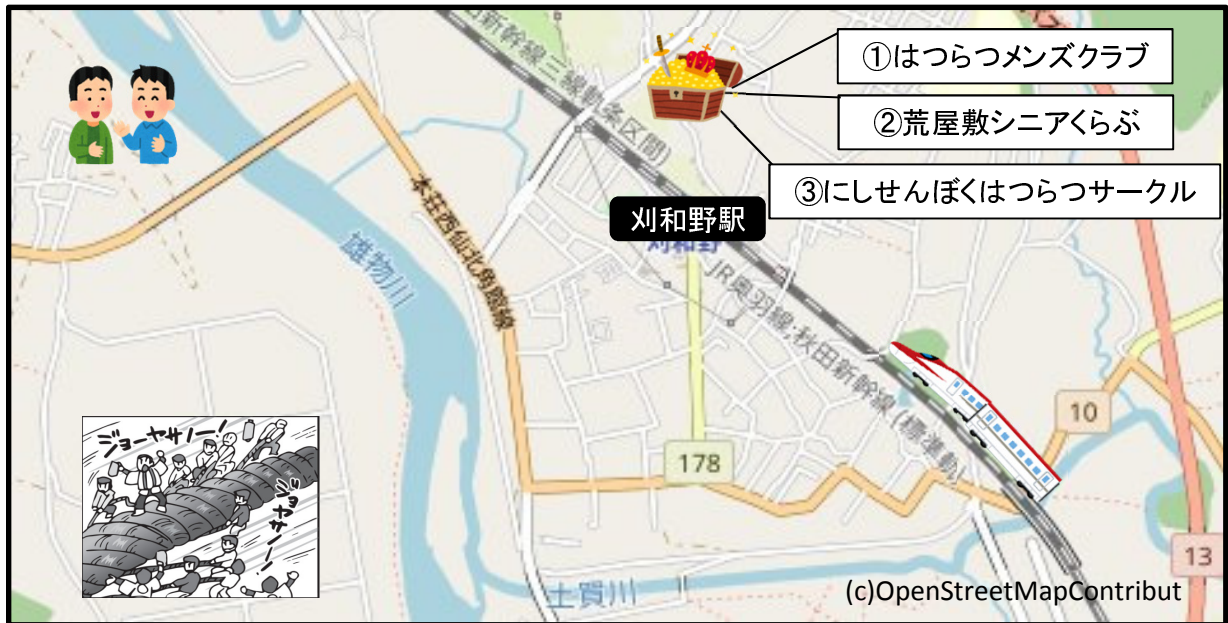 ①はつらつメンズクラブ
②荒屋敷シニアくらぶ
③にしせんぼくはつらつサークル
田新幹線三線軌条区間)
刈和野駅
刈和野
本荘西仙北角館線
雄物川
JR奥羽線・秋田新幹線(標準軌)
10
178
13
ジョーヤサノー!
ジョヤサノー!
土買川
(c)OpenStreetMapContribut